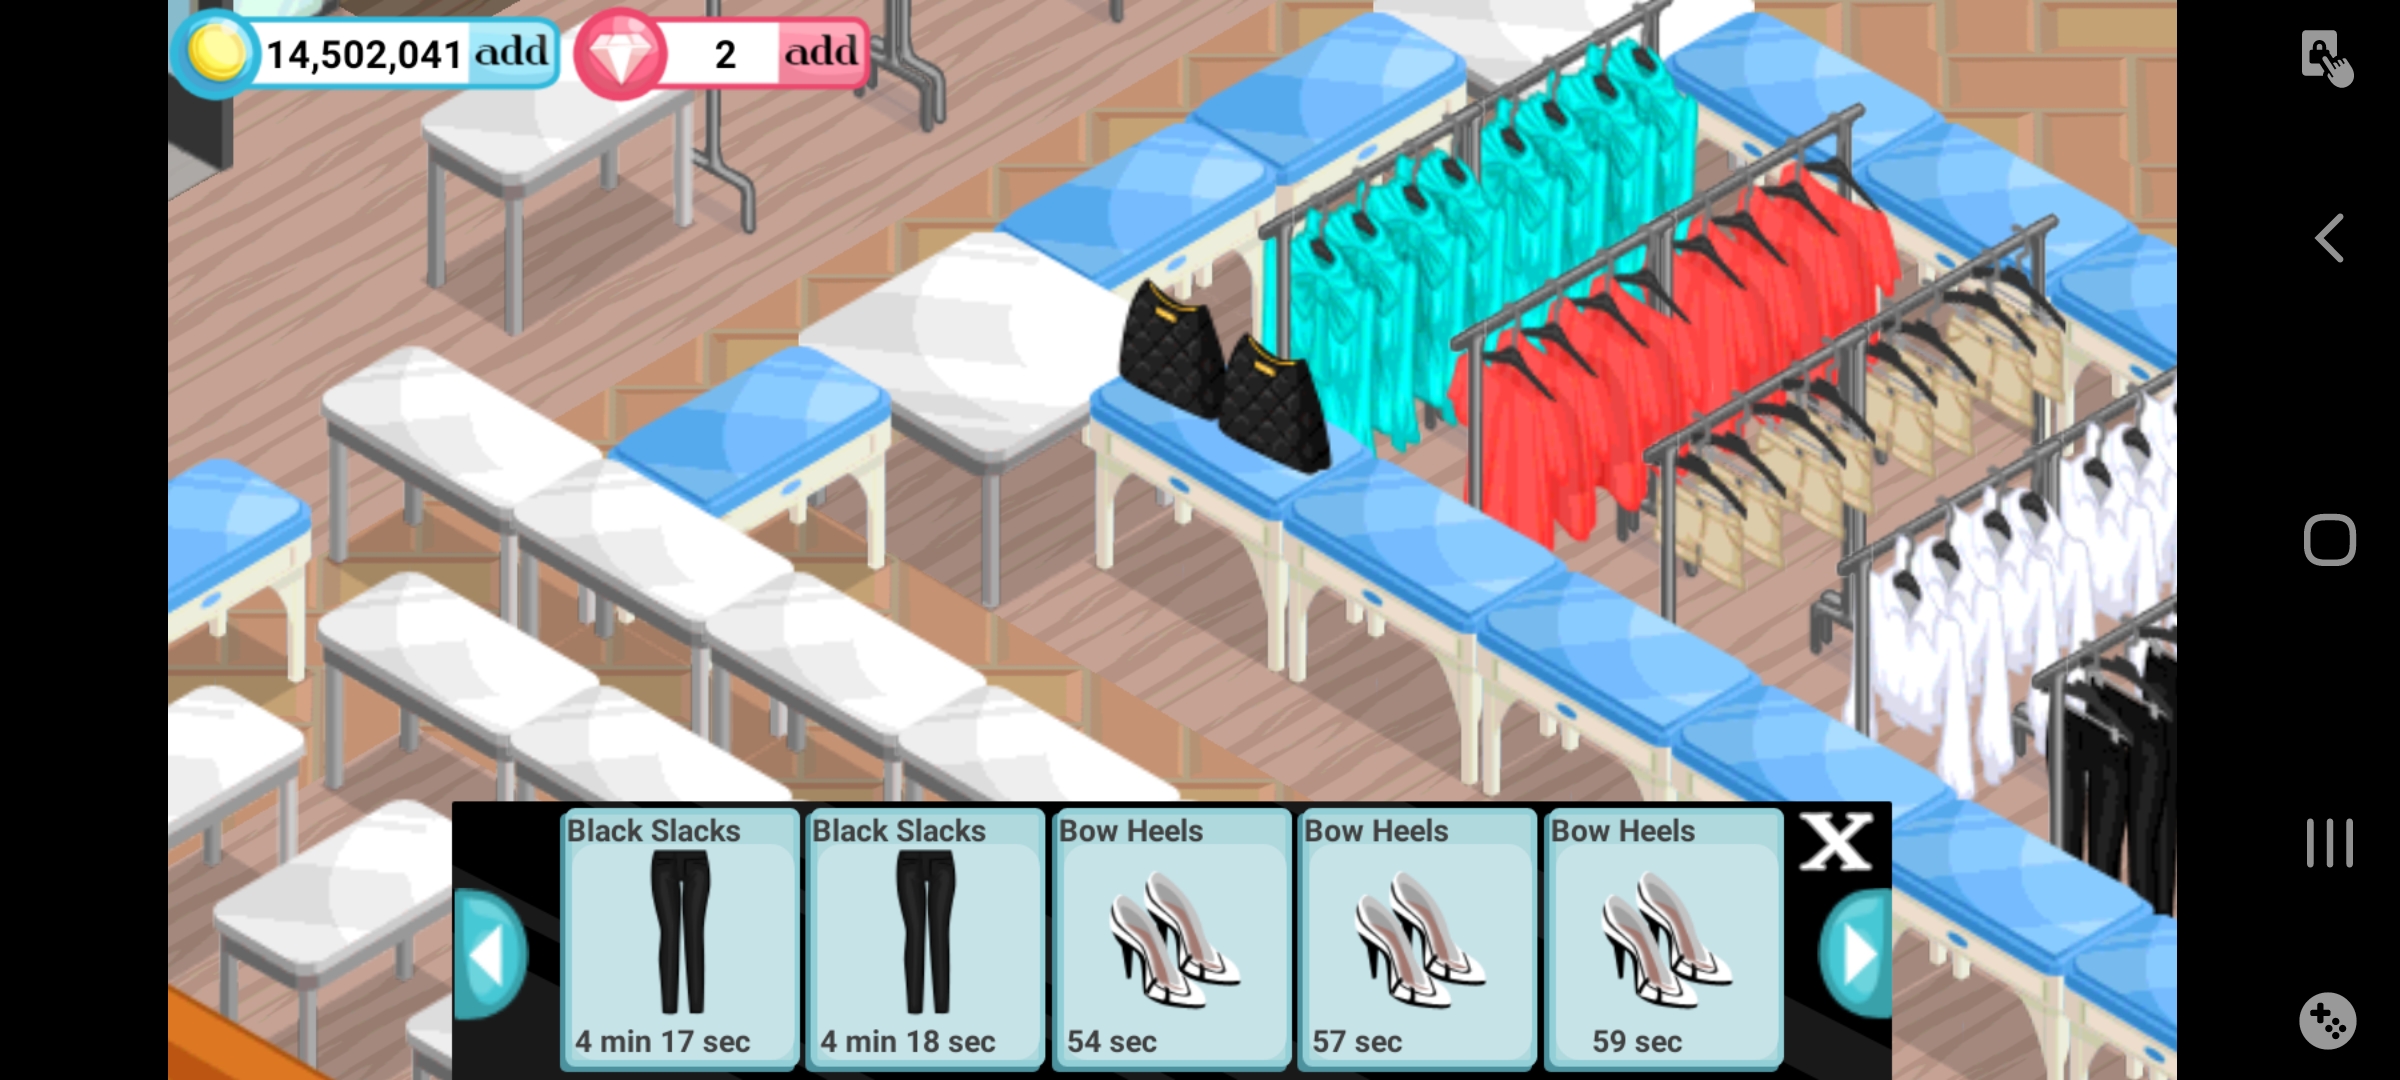 14,502,041 add 2 add
Black Slacks Black Slacks Bow Heels Bow Heels Bow Heels X
4 min 17 sec 4 min 18 sec 54 sec 57 sec 59 sec